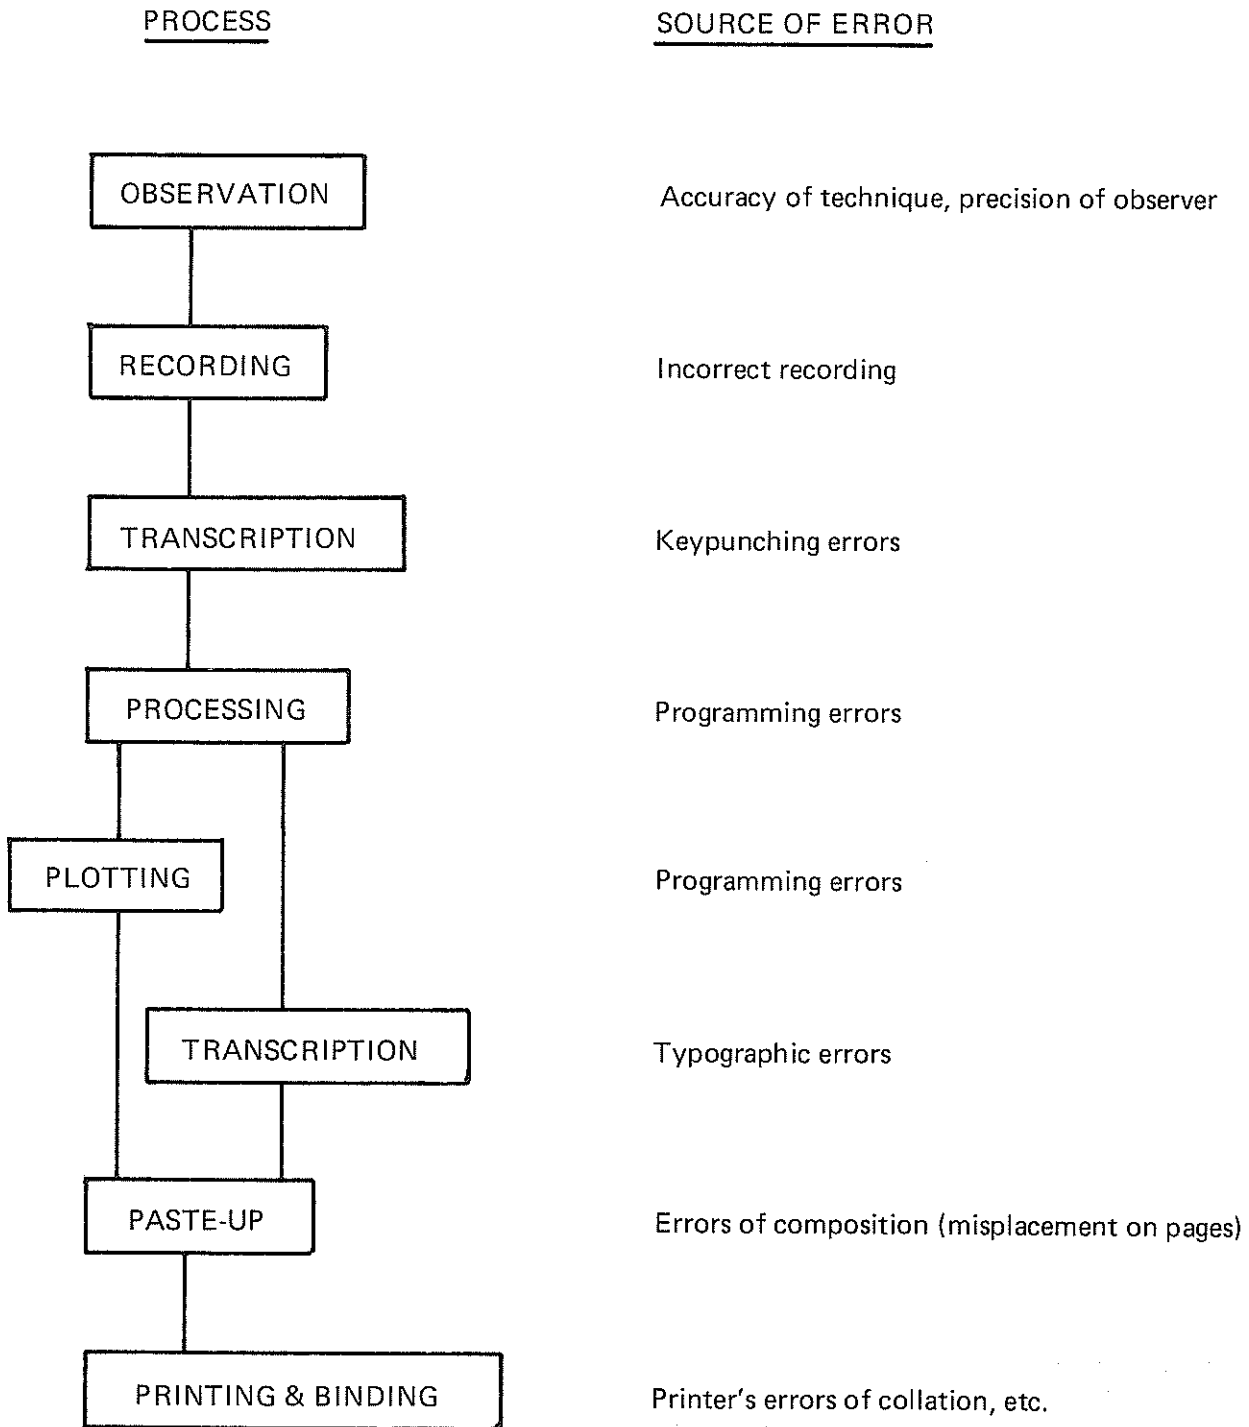 PROCESS
SOURCE OF ERROR
OBSERVATION
Accuracy of technique, precision of observer
RECORDING
Incorrect recording
TRANSCRIPTION
Keypunching errors
PROCESSING
Programming errors
PLOTTING
Programming errors
TRANSCRIPTION
Typographic errors
PASTE-UP
Errors of composition (misplacement on pages)
PRINTING & BINDING
Printer's errors of collation, etc.